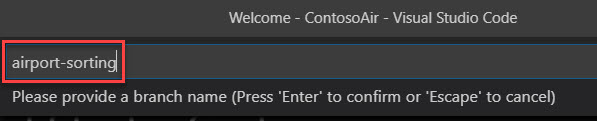 Welcome - ContosoAir - Visual Studio Code
airport-sorting
Please provide a branch name (Press 'Enter' to confirm or 'Escape' to cancel)